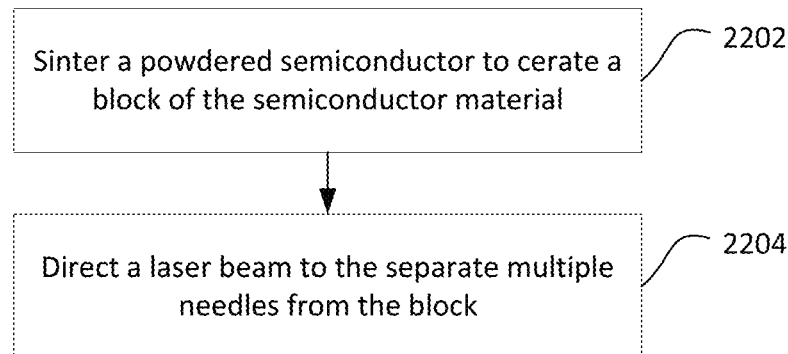 Sinter a powdered semiconductor to cerate a
block of the semiconductor material
2202
Direct a laser beam to the separate multiple
needles from the block
2204